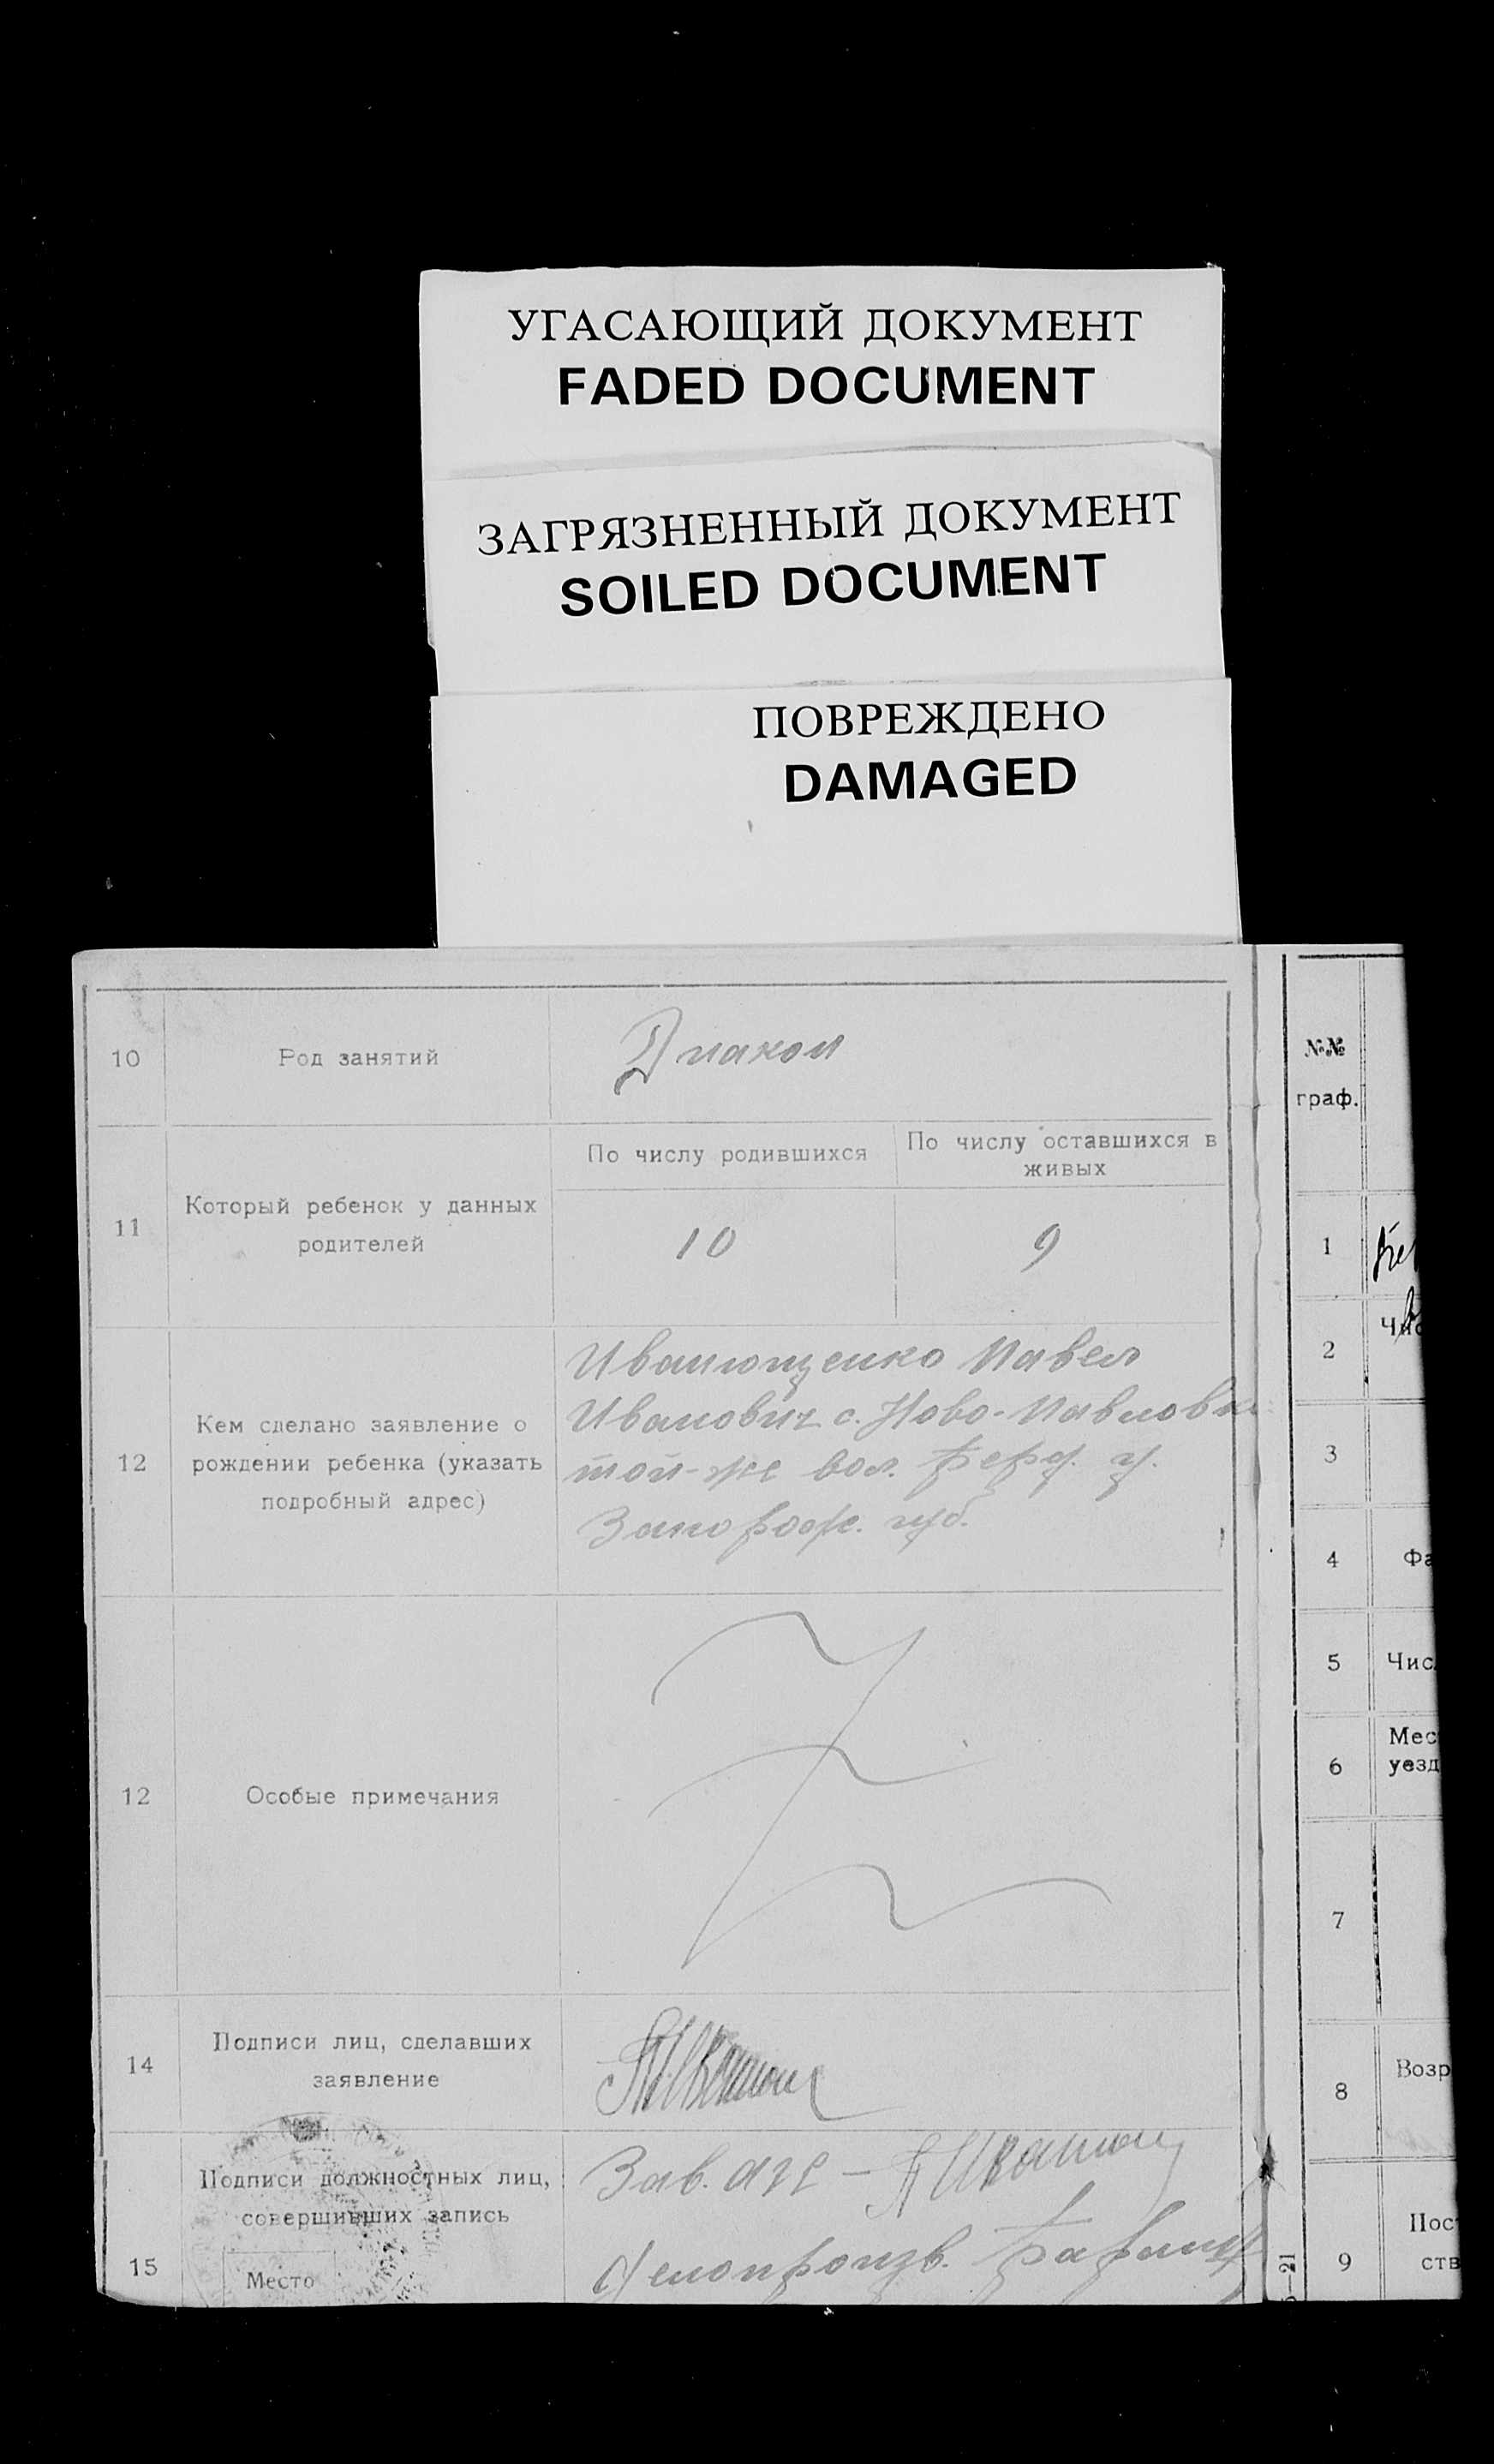 УГАСАЮЩИЙ ДОКУМЕНТ
FADED DOCUMENT
ЗАГРЯЗНЕННЫЙ ДОКУМЕНТ
SOILED DOCUMENT
ПОВРЕЖДЕНО
DAMAGED
10
Род занятий
Диакон
11
Который ребенок у данных
родителей
По числу родившихся
По числу оставшихся в
живых
10
9
12
Кем сделано заявление о
рождении ребенка (указать
подробный адрес)
Иванющенко Павел
Иванович с. Ново-Павловка
той-же вол. Берд. у.
Запорож. губ.
12
Особые примечания
14
Подписи лиц, сделавших
заявление
15
Подписи должностных лиц,
совершивших запись
Место
Зав.
Делопроизв.
№№
граф.
1
2
3
4
Фа
5
Чис
6
Мес
уезд
7
8
Возр
9
Пос
ств